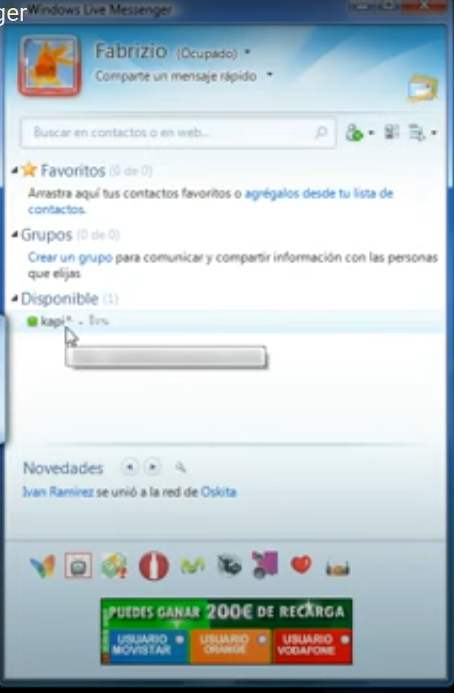 ger
Windows Live Messenger
Fabrizio (Ocupado)
Comparte un mensaje rápido
Buscar en contactos o en web...
Favoritos (0 de 0)
Arrastra aquí tus contactos favoritos o agrégalos desde tu lista de
contactos.
Grupos (0 de 0)
Crear un grupo para comunicar y compartir información con las personas
que elijas
Disponible (1)
Novedades
Ivan Ramirez se unió a la red de Oskita
PUEDES GANAR 200€ DE RECARGA
USUARIO MOVISTAR
USUARIO ORANGE
USUARIO VODAFONE